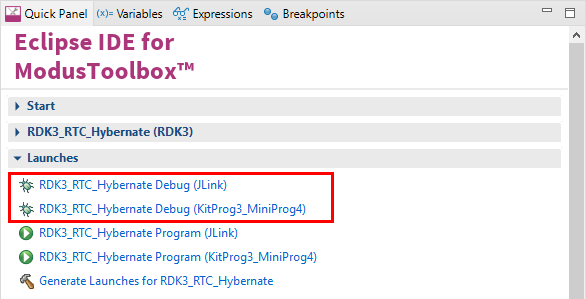 Quick Panel (x)= Variables Expressions Breakpoints
Eclipse IDE for
ModusToolbox™
Start
RDK3_RTC_Hybernate (RDK3)
Launches
RDK3_RTC_Hybernate Debug (JLink)
RDK3_RTC_Hybernate Debug (KitProg3_MiniProg4)
RDK3_RTC_Hybernate Program (JLink)
RDK3_RTC_Hybernate Program (KitProg3_MiniProg4)
Generate Launches for RDK3_RTC_Hybernate